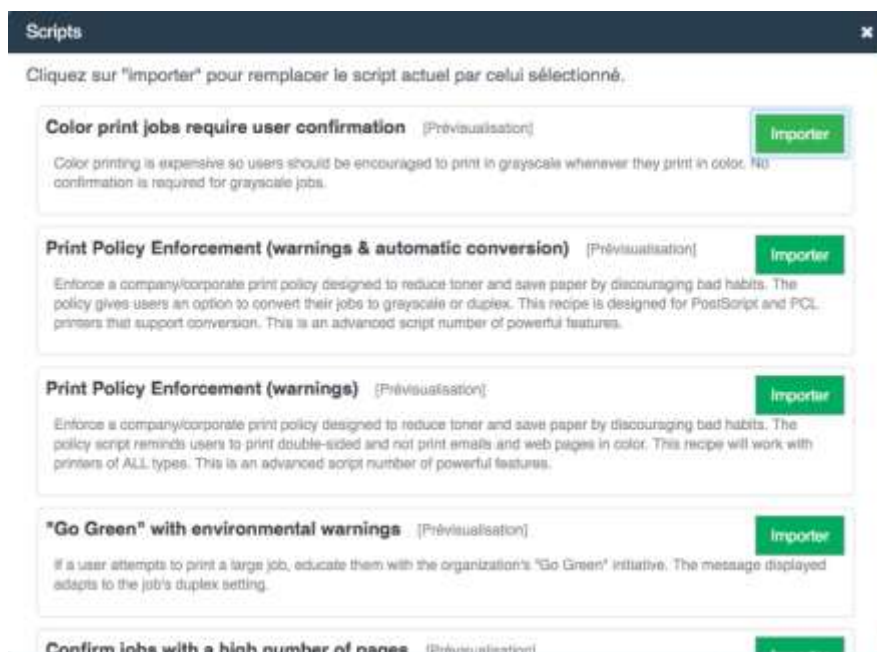 Scripts ×
Cliquez sur "importer" pour remplacer le script actuel par celui sélectionné.
Color print jobs require user confirmation [Prévisualisation]
Importer
Color printing is expensive so users should be encouraged to print in grayscale whenever they print in color. No
confirmation is required for grayscale jobs.
Print Policy Enforcement (warnings & automatic conversion) [Prévisualisation]
Importer
Enforce a company/corporate print policy designed to reduce toner and save paper by discouraging bad habits. The
policy gives users an option to convert their jobs to grayscale or duplex. This recipe is designed for PostScript and PCL
printers that support conversion. This is an advanced script number of powerful features.
Print Policy Enforcement (warnings) [Prévisualisation]
Importer
Enforce a company/corporate print policy designed to reduce toner and save paper by discouraging bad habits. The
policy script reminds users to print double-sided and not print emails and web pages in color. This recipe will work with
printers of ALL types. This is an advanced script number of powerful features.
"Go Green" with environmental warnings [Prévisualisation]
Importer
If a user attempts to print a large job, educate them with the organization's "Go Green" initiative. The message displayed
adapts to the job's duplex setting.
Confirm jobs with a high number of pages [Prévisualisation]
Importer